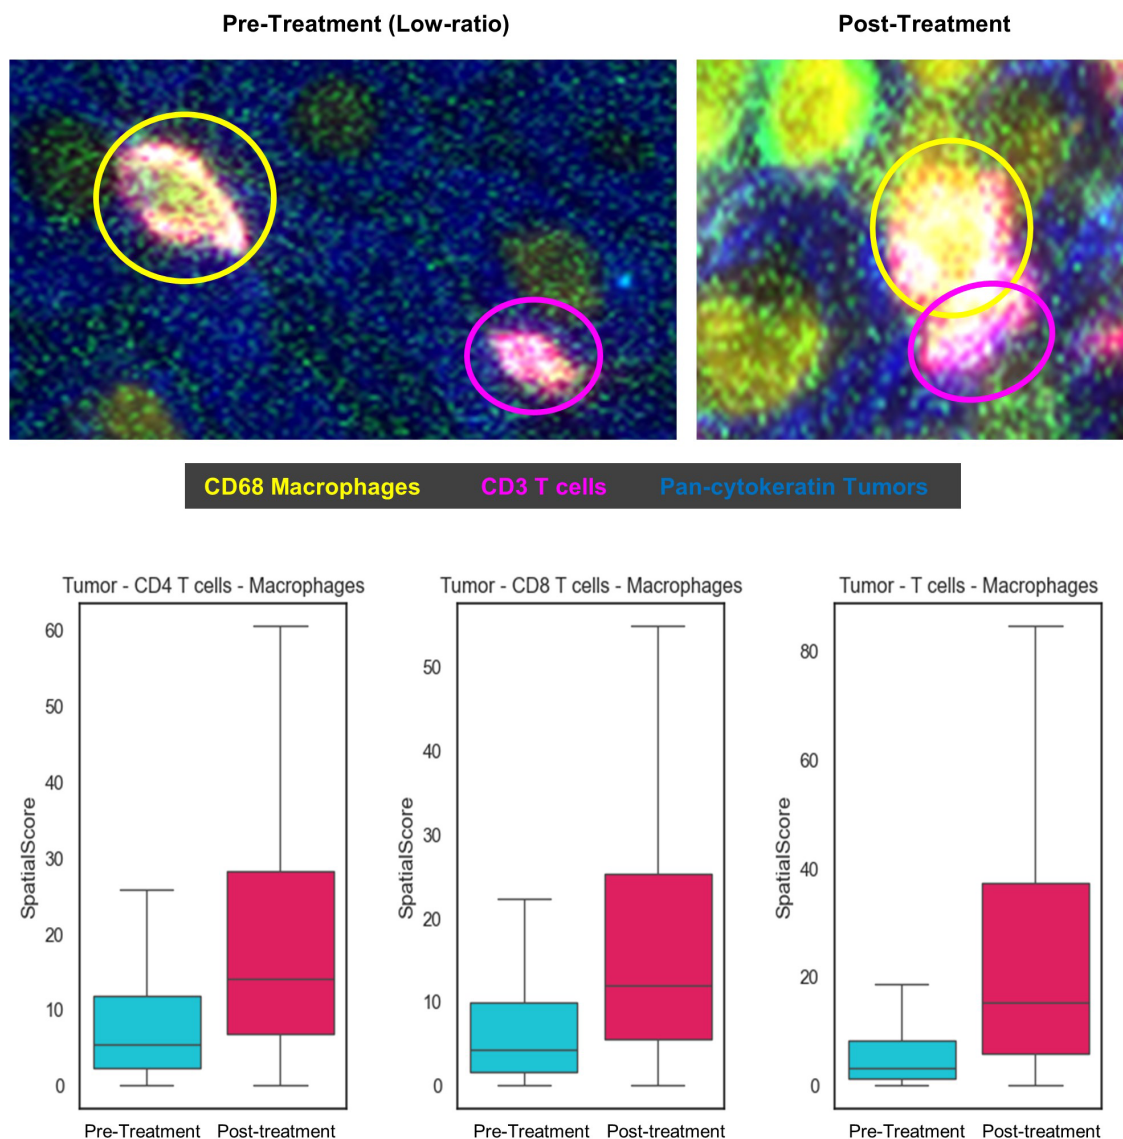 Pre-Treatment (Low-ratio)
Post-Treatment
CD68 Macrophages CD3 T cells Pan-cytokeratin Tumors
Tumor - CD4 T cells - Macrophages
60
50
40
30
20
10
0
SpatialScore
Pre-Treatment Post-treatment
Tumor - CD8 T cells - Macrophages
50
40
30
20
10
0
SpatialScore
Pre-Treatment Post-treatment
Tumor - T cells - Macrophages
80
60
40
20
0
SpatialScore
Pre-Treatment Post-treatment